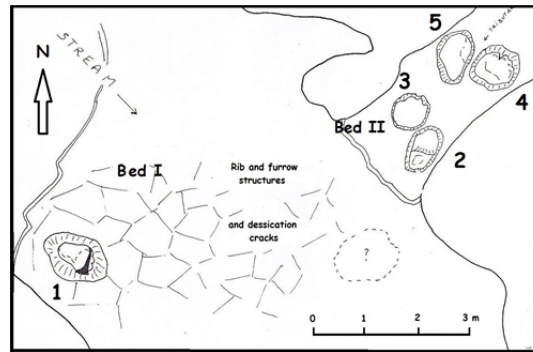 5
STREAM
N
3
4
Bed II
2
Bed I
Rib and furrow
structures
and dessication
cracks
?
1
0 1 2 3 m